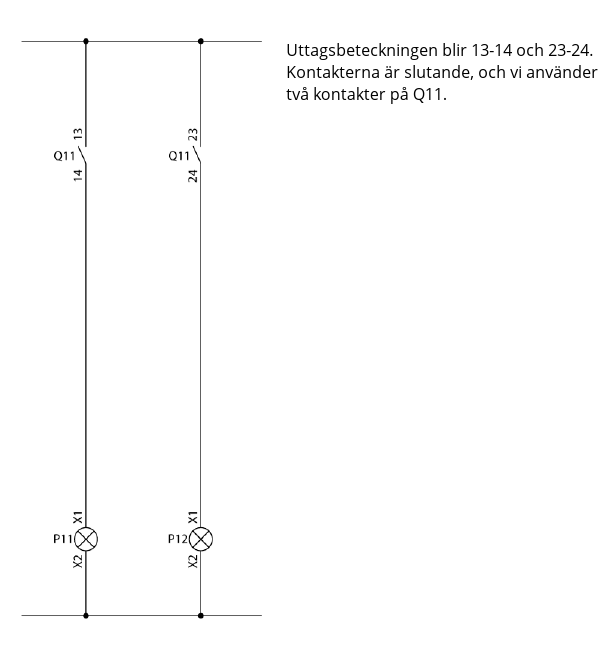 Uttagsbeteckningen blir 13-14 och 23-24.
Kontakterna är slutande, och vi använder
två kontakter på Q11.
13
23
Q11
Q11
14
24
X1
X1
P11
P12
X2
X2